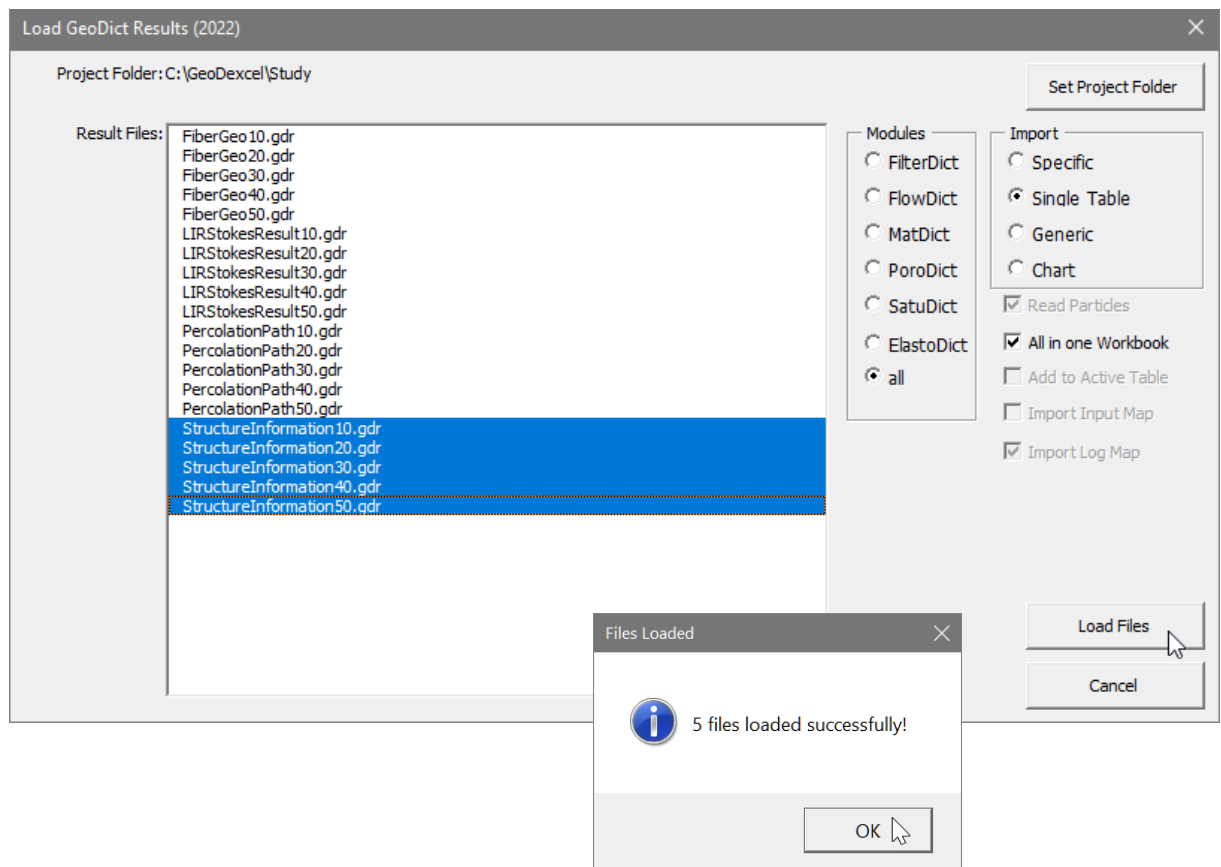 Load GeoDict Results (2022)
Project Folder: C:\GeoDexcel\Study
Set Project Folder
Result Files:
FiberGeo10.gdr
FiberGeo20.gdr
FiberGeo30.gdr
FiberGeo40.gdr
FiberGeo50.gdr
LIRStokesResult10.gdr
LIRStokesResult20.gdr
LIRStokesResult30.gdr
LIRStokesResult40.gdr
LIRStokesResult50.gdr
PercolationPath10.gdr
PercolationPath20.gdr
PercolationPath30.gdr
PercolationPath40.gdr
PercolationPath50.gdr
StructureInformation10.gdr
StructureInformation20.gdr
StructureInformation30.gdr
StructureInformation40.gdr
StructureInformation50.gdr
Modules
FilterDict
FlowDict
MatDict
PoroDict
SatuDict
ElastoDict
all
Import
Specific
Single Table
Generic
Chart
Read Particles
All in one Workbook
Add to Active Table
Import Input Map
Import Log Map
Load Files
Cancel
Files Loaded
5 files loaded successfully!
OK